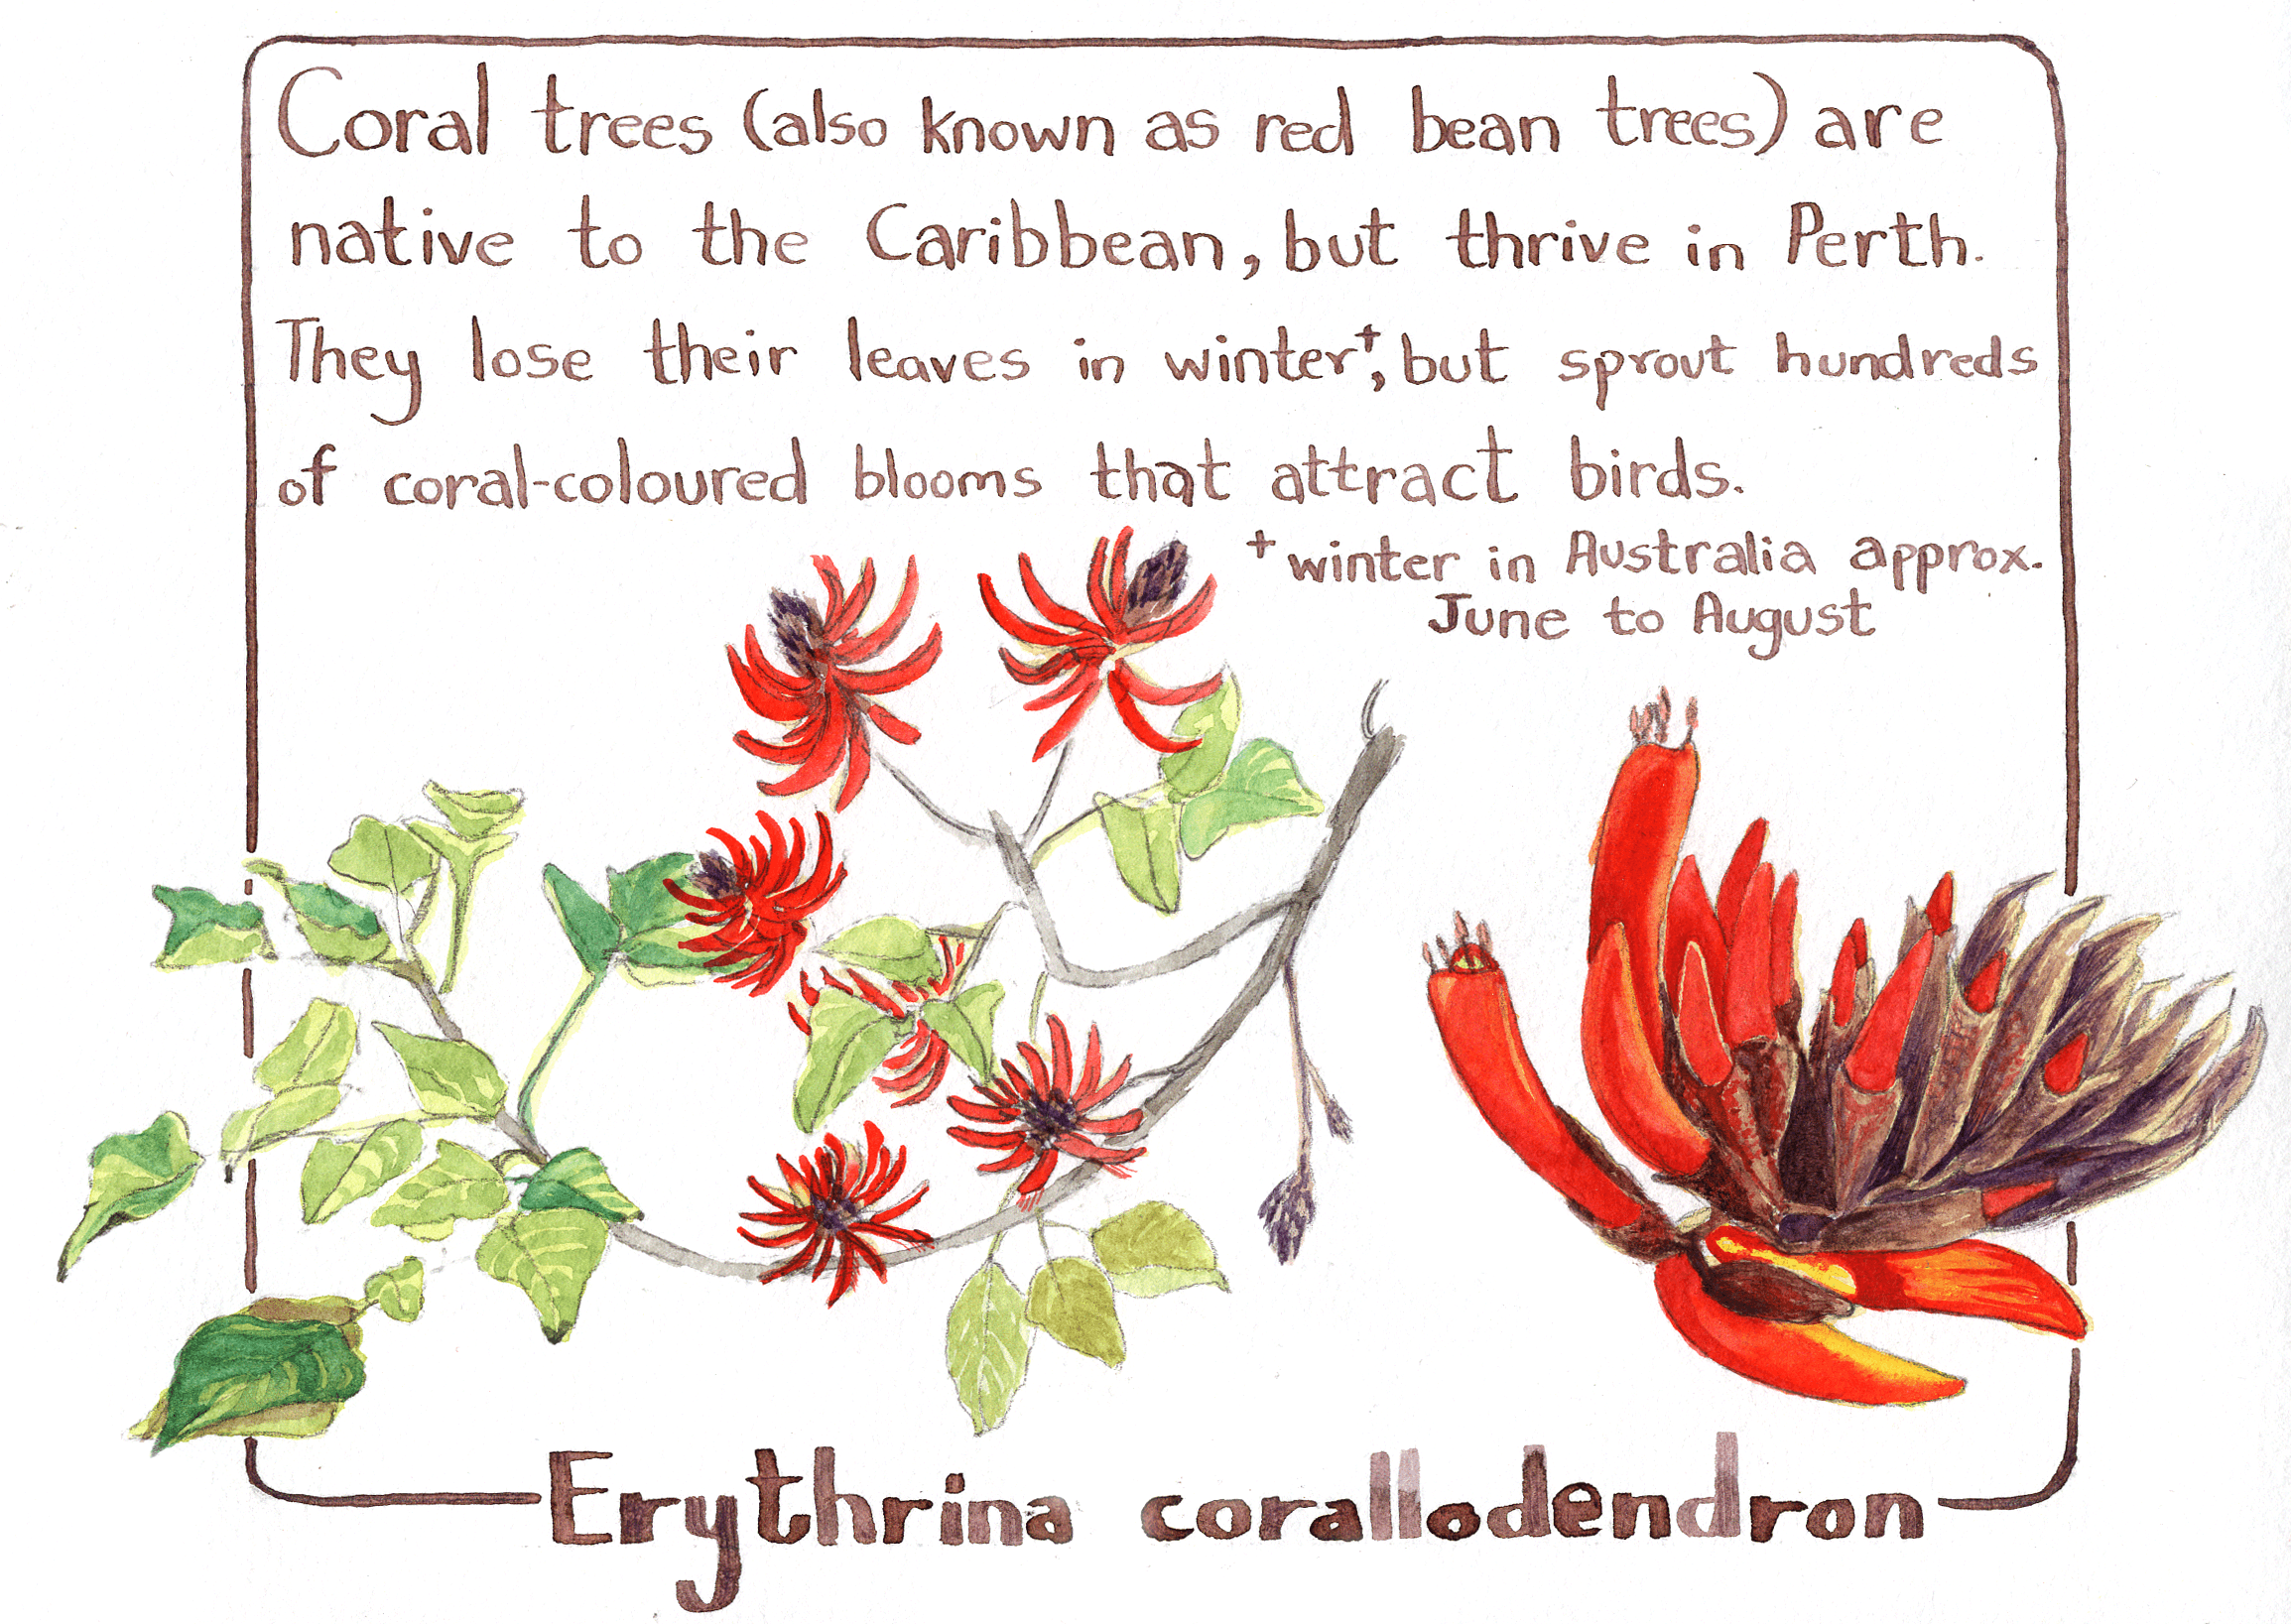 Coral trees (also known as red bean trees) are
native to the Caribbean, but thrive in Perth.
They lose their leaves in winter⁺, but sprout hundreds
of coral-coloured blooms that attract birds.
⁺winter in Australia approx.
June to August
Erythrina corallodendron